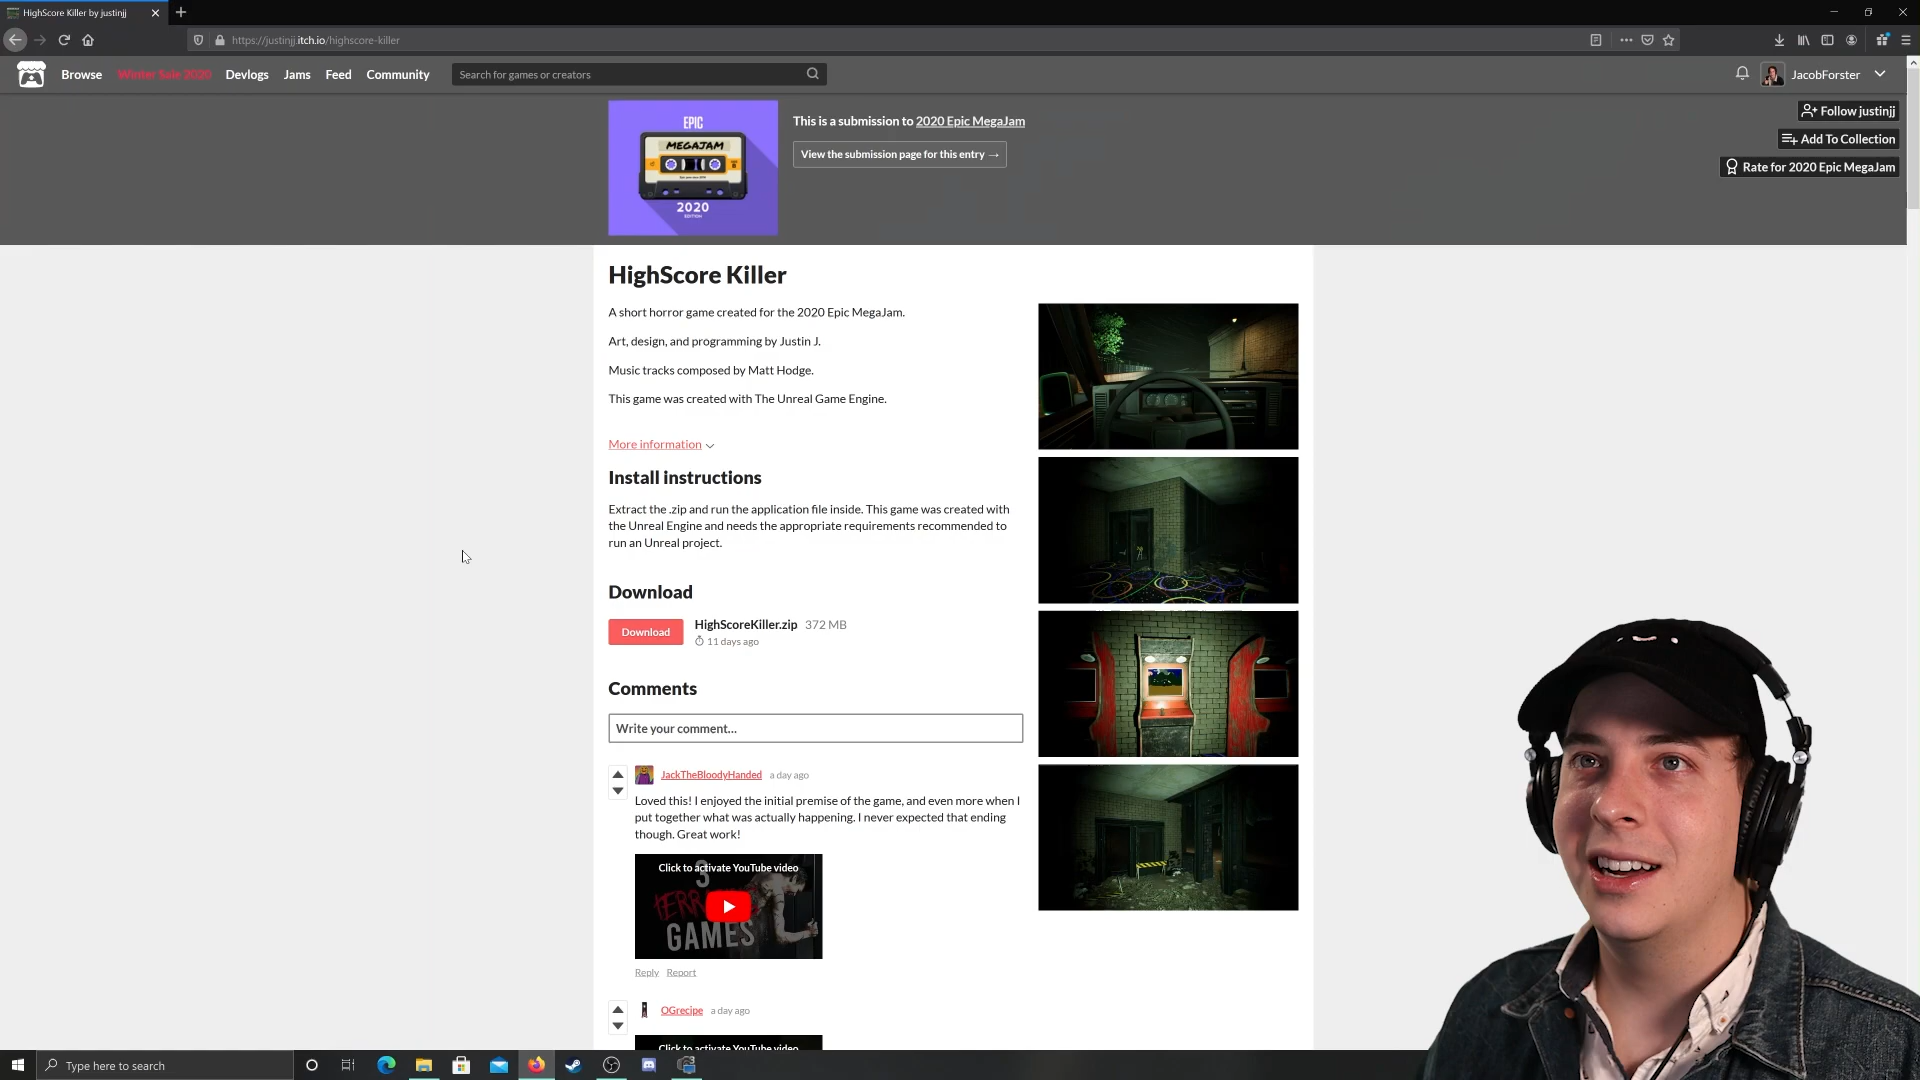 HighScore Killer by justinjj
https://justinjj.itch.io/highscore-killer
Browse
Winter Sale 2020
Devlogs
Jams
Feed
Community
Search for games or creators
JacobForster
EPIC
MEGAJAM
2020
EDITION
This is a submission to 2020 Epic MegaJam
View the submission page for this entry →
Follow justinjj
Add To Collection
Rate for 2020 Epic MegaJam
HighScore Killer
A short horror game created for the 2020 Epic MegaJam.
Art, design, and programming by Justin J.
Music tracks composed by Matt Hodge.
This game was created with The Unreal Game Engine.
More information
Install instructions
Extract the .zip and run the application file inside. This game was created with
the Unreal Engine and needs the appropriate requirements recommended to
run an Unreal project.
Download
Download
HighScoreKiller.zip 372 MB
11 days ago
Comments
Write your comment...
JackTheBloodyHanded a day ago
Loved this! I enjoyed the initial premise of the game, and even more when I
put together what was actually happening. I never expected that ending
though. Great work!
Click to activate YouTube video
3
GAMES
Reply Report
OGrecipe a day ago
Click to activate YouTube video
Type here to search